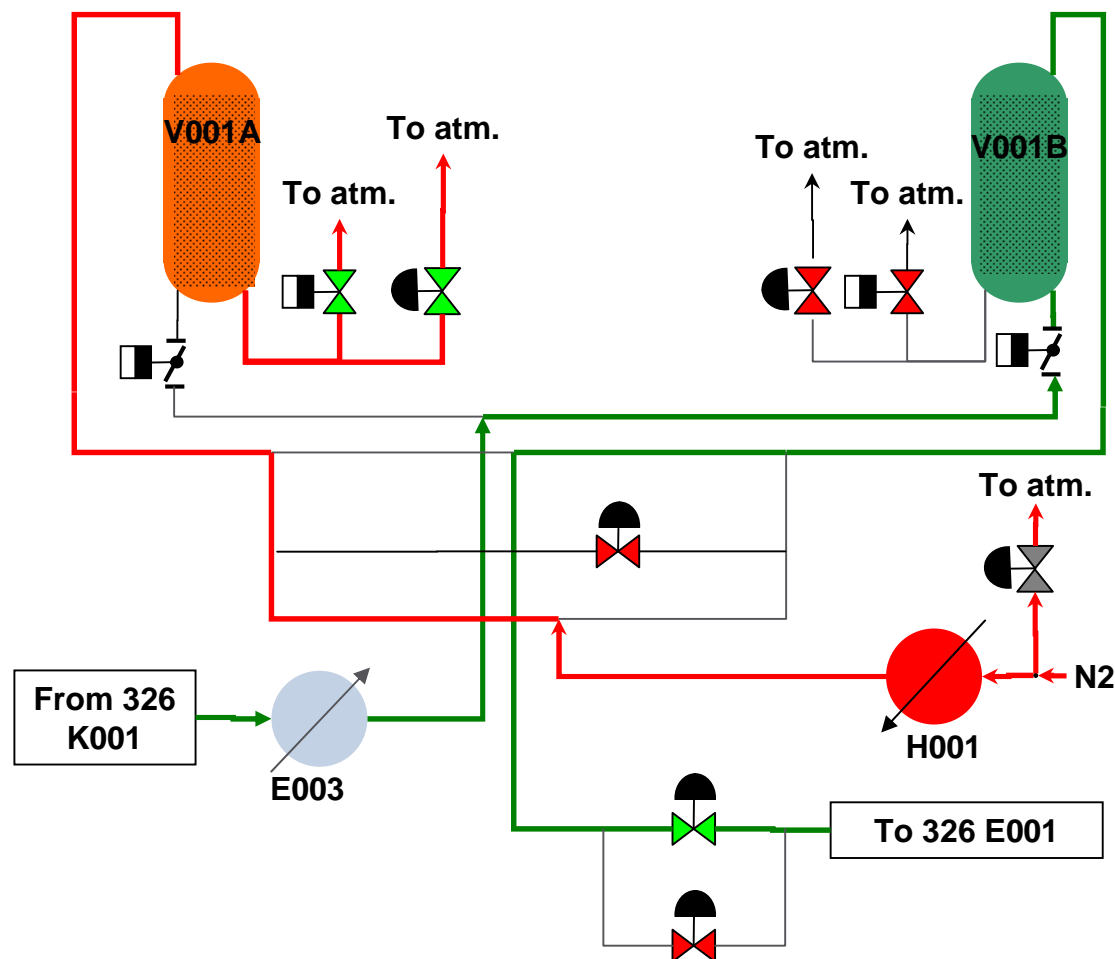 V001A
To atm.
To atm.
To atm.
To atm.
V001B
To atm.
N2
From 326
K001
E003
H001
To 326 E001